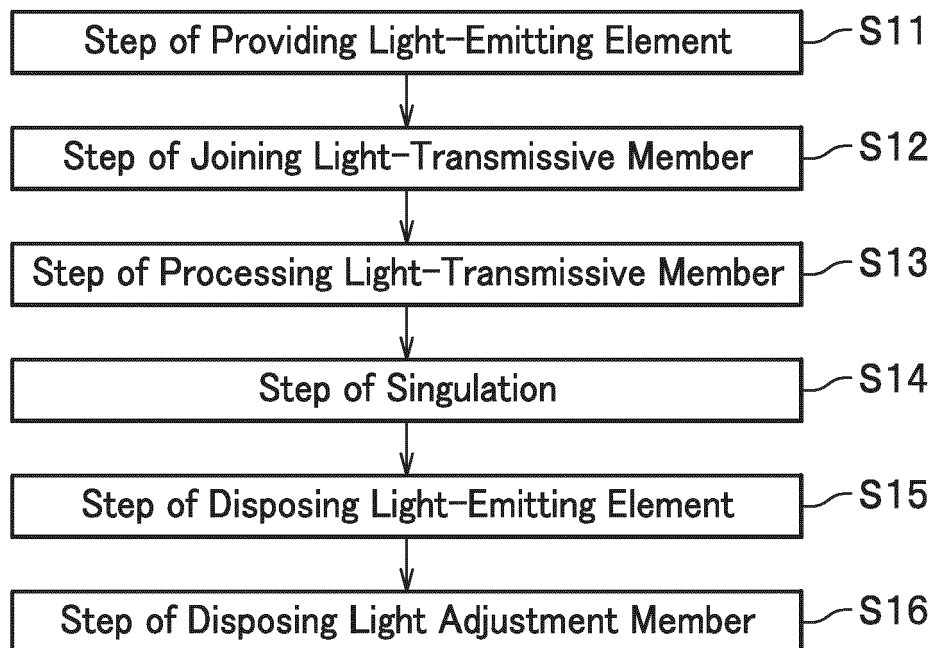 Step of Providing Light-Emitting Element S11
Step of Joining Light-Transmissive Member S12
Step of Processing Light-Transmissive Member S13
Step of Singulation S14
Step of Disposing Light-Emitting Element S15
Step of Disposing Light Adjustment Member S16